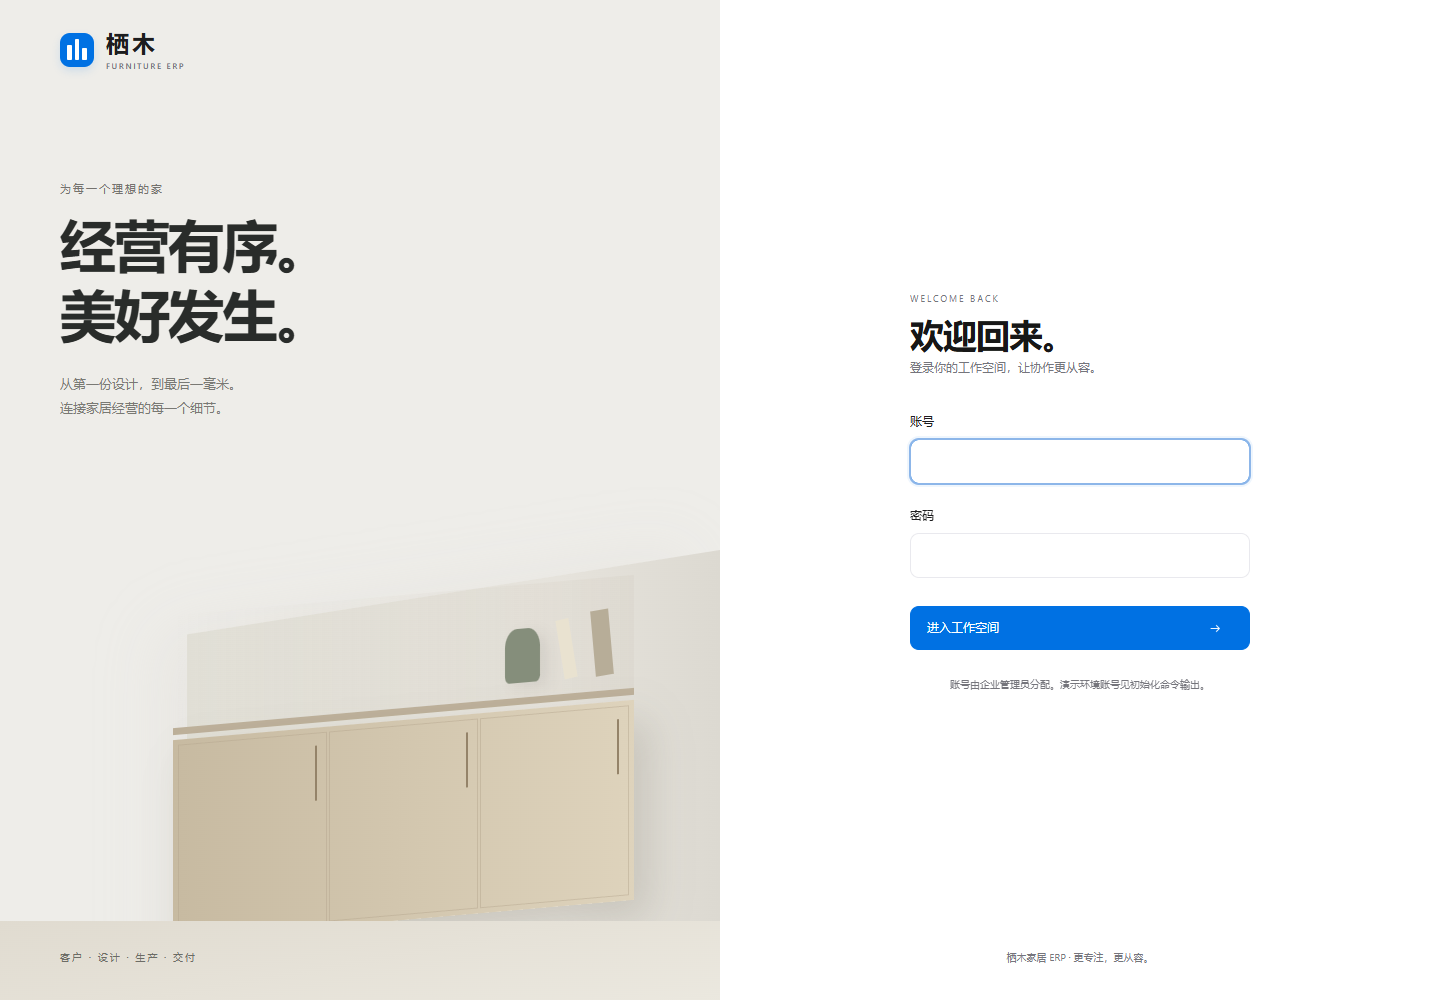 栖木
FURNITURE ERP
为每一个理想的家
经营有序。
美好发生。
从第一份设计，到最后一毫米。
连接家居经营的每一个细节。
客户 · 设计 · 生产 · 交付
WELCOME BACK
欢迎回来。
登录你的工作空间，让协作更从容。
账号
密码
进入工作空间 →
账号由企业管理员分配。演示环境账号见初始化命令输出。
栖木家居 ERP · 更专注，更从容。